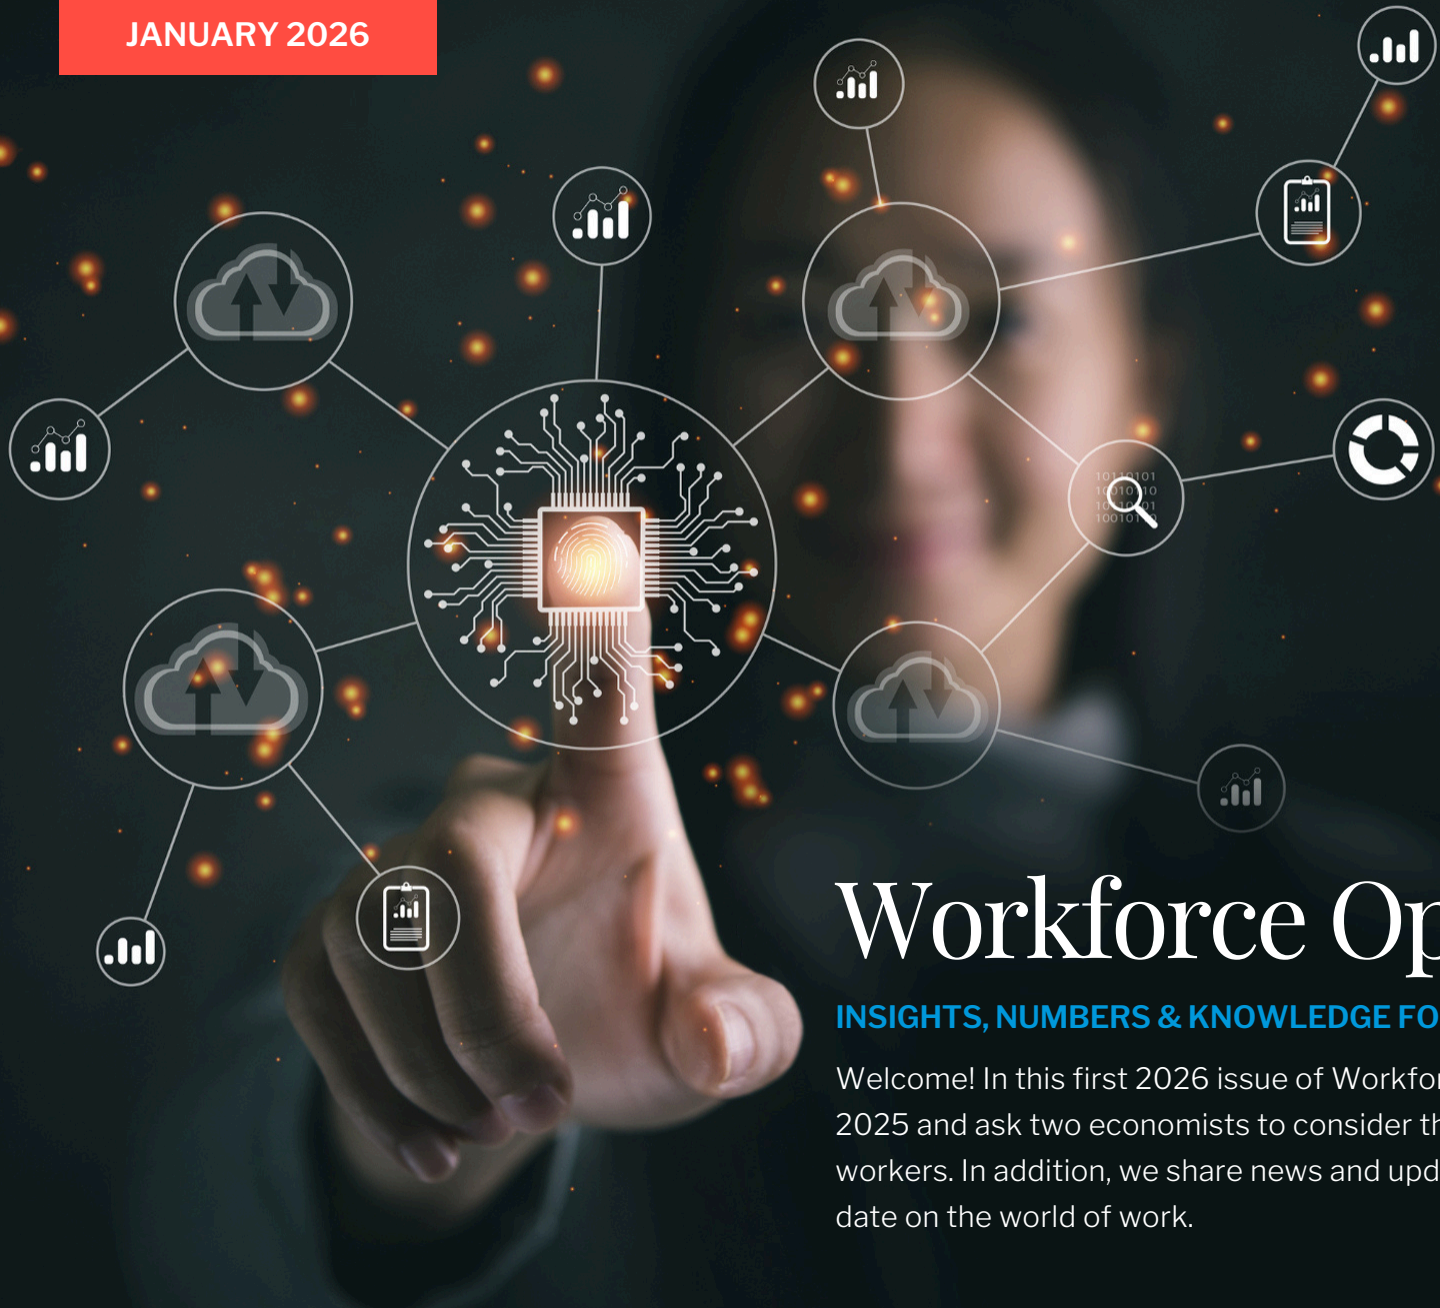 JANUARY 2026
10110101
Workforce Op
INSIGHTS, NUMBERS & KNOWLEDGE FO
Welcome! In this first 2026 issue of Workfor
2025 and ask two economists to consider th
workers. In addition, we share news and upd
date on the world of work.